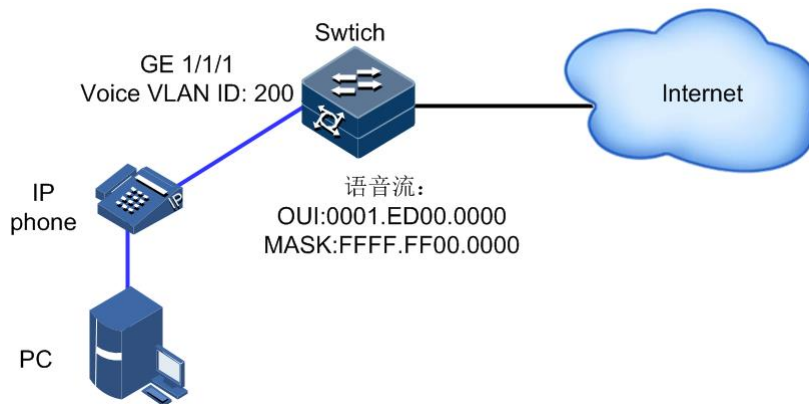 Swtich
GE 1/1/1
Voice VLAN ID: 200
Internet
IP
phone
IP
语音流：
OUI:0001.ED00.0000
MASK:FFFF.FF00.0000
PC